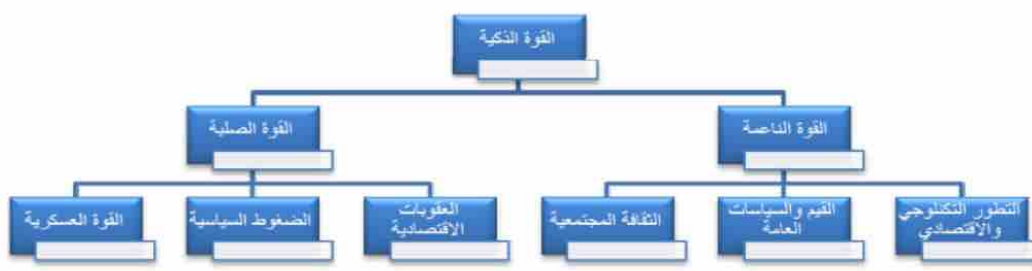 القوة الذكية
القوة الناعمة
القوة الصلبة
التطور التكنلوجي
والاقتصادي
القيم والسياسات
العامة
الثقافة المجتمعية
العقوبات
الاقتصادية
الضغوط السياسية
القوة العسكرية